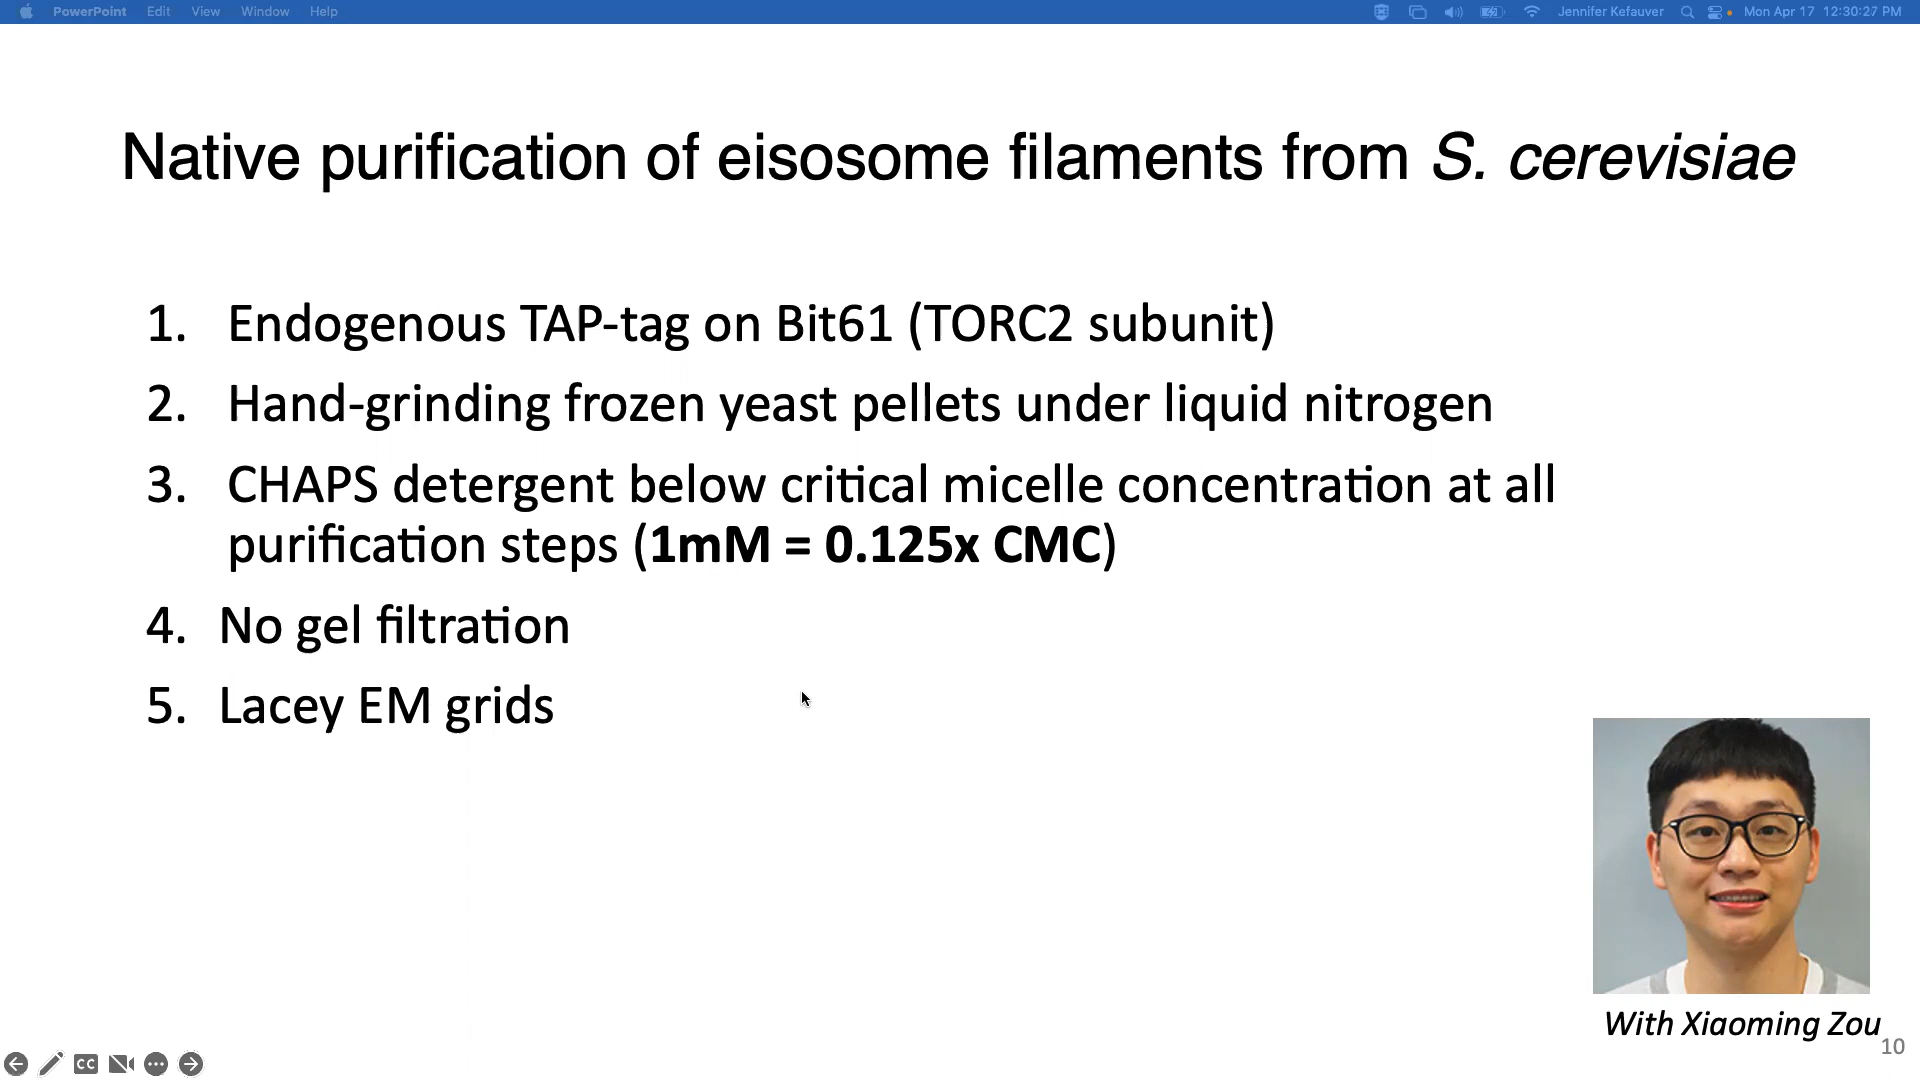 PowerPoint Edit View Window Help Jennifer Kefauver Mon Apr 17 12:30:27 PM
Native purification of eisosome filaments from S. cerevisiae
1. Endogenous TAP-tag on Bit61 (TORC2 subunit)
2. Hand-grinding frozen yeast pellets under liquid nitrogen
3. CHAPS detergent below critical micelle concentration at all
purification steps (1mM = 0.125x CMC)
4. No gel filtration
5. Lacey EM grids
With Xiaoming Zou
10
CC